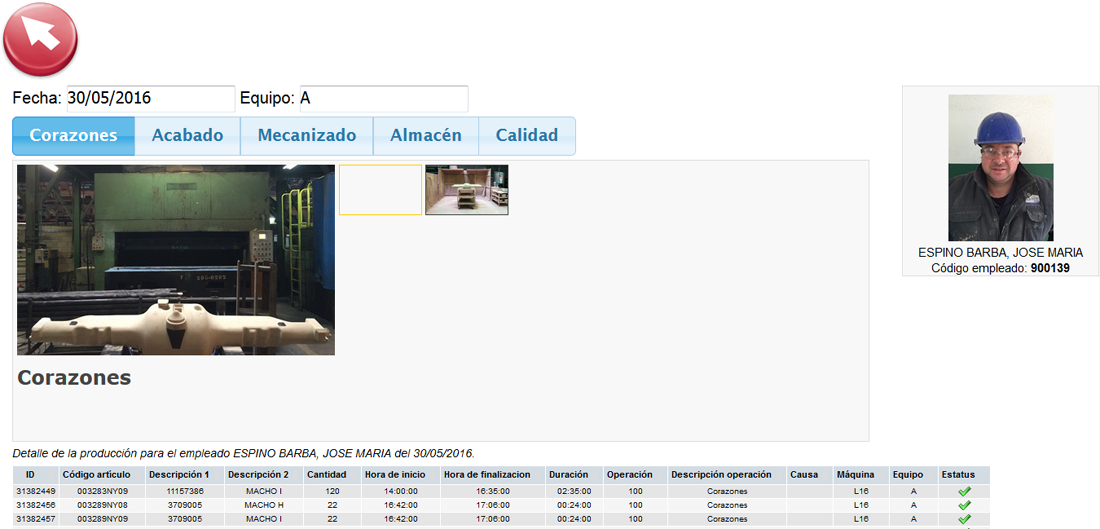 Fecha: 30/05/2016 Equipo: A
Corazones Acabado Mecanizado Almacén Calidad
ESPINO BARBA, JOSE MARIA
Código empleado: 900139
Corazones
Detalle de la producción para el empleado ESPINO BARBA, JOSE MARIA del 30/05/2016.
ID Código artículo Descripción 1 Descripción 2 Cantidad Hora de inicio Hora de finalizacion Duración Operación Descripción operación Causa Máquina Equipo Estatus
31382449 003283NY09 11157386 MACHO I 120 14:00:00 16:35:00 02:35:00 100 Corazones L16 A
31382456 003289NY08 3709005 MACHO H 22 16:42:00 17:06:00 00:24:00 100 Corazones L16 A
31382457 003289NY09 3709005 MACHO I 22 16:42:00 17:06:00 00:24:00 100 Corazones L16 A